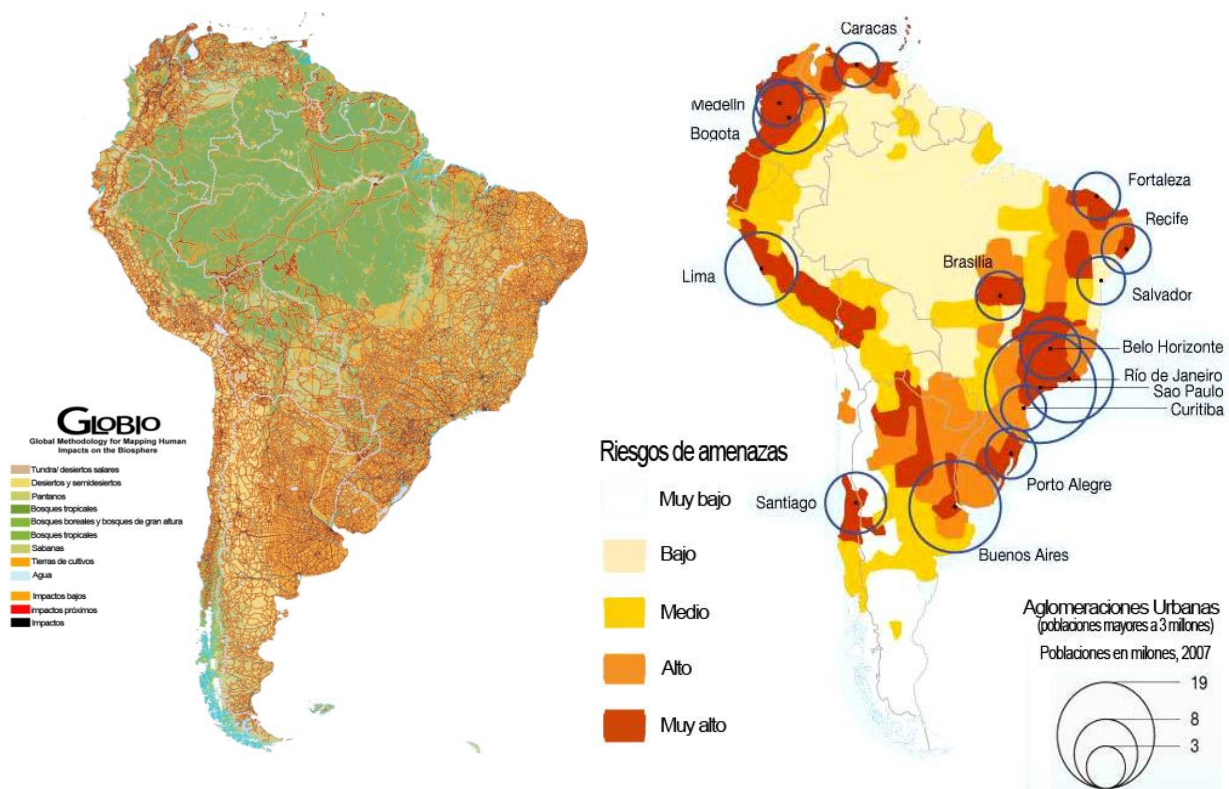 GLOBIO
Global Methodology for Mapping Human
Impacts on the Biosphere
Tundra/ desiertos salares
Desiertos y semidesiertos
Pantanos
Bosques tropicales
Bosques boreales y bosques de gran altura
Bosques tropicales
Sabanas
Tierras de cultivos
Agua
Impactos bajos
impactos próximos
Impactos
Caracas
Medellín
Bogota
Fortaleza
Recife
Lima
Brasilia
Salvador
Belo Horizonte
Río de Janeiro
Sao Paulo
Curitiba
Porto Alegre
Santiago
Buenos Aires
Riesgos de amenazas
Muy bajo
Bajo
Medio
Alto
Muy alto
Aglomeraciones Urbanas
(poblaciones mayores a 3 millones)
Poblaciones en milones, 2007
19
8
3